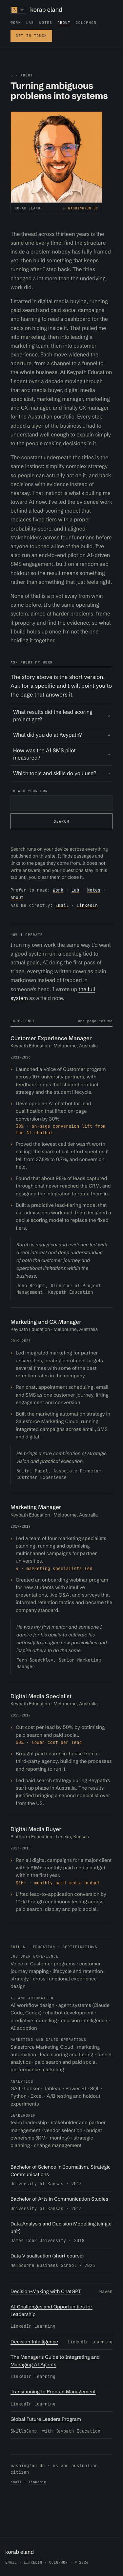 korab eland
WORK LAB NOTES ABOUT COLOPHON
GET IN TOUCH
§ · ABOUT
Turning ambiguous
problems into systems
KORAB ELAND
WASHINGTON DC
The thread across thirteen years is the
same: being the person who gets
inside a problem nobody has fully framed
yet, then building something that keeps
running after I step back. The titles
changed a lot more than the underlying
work did.
I started in digital media buying, running
paid search and paid social campaigns
and learning to read a dashboard for the
decision hiding inside it. That pulled me
into marketing, then into leading a
marketing team, then into customer
experience. Each move widened the
aperture, from a channel to a funnel to
the whole business. At Keypath Education
I spent over a decade moving through
that arc: media buyer, digital media
specialist, marketing manager, marketing
and CX manager, and finally CX manager
for the Australian portfolio. Every role
added a layer of the business I had to
understand well enough to explain simply
to the people making decisions in it.
The constant underneath the titles is the
same instinct: simplify complex strategy
so people can act on it, and make
decisions with evidence instead of
hearsay. That instinct is what's pulling me
toward AI now. I've done machine learning
work behind a lead-scoring model that
replaces fixed tiers with a proper
probability score, and I aligned
stakeholders across three different
incentive structures to get a single model
adopted. I've also proven out an AI-driven
SMS engagement build, on a randomised
holdout so the result means something
rather than something that just feels right.
None of that is a pivot away from what
came before. It's the same operating
system, aimed at harder problems: frame
it properly, find the evidence, so what
I build holds up once I'm not the one
holding it together.
ASK ABOUT MY WORK
The story above is the short version.
Ask for a specific and I will point you to
the page that answers it.
What results did the lead scoring
project get?
What did you do at Keypath?
How was the AI SMS pilot
measured?
Which tools and skills do you use?
OR ASK YOUR OWN
SEARCH
Search runs on your device across everything
published on this site. If things passages and
links to the page they come from. It does not
write answers, and your question stays in this
tab until you clear them or close it.
Prefer to read: Work · Lab · Notes ·
About
Ask me directly: Email · LinkedIn
HOW I OPERATE
I run my own work the same way I'd want
a good system run: a backlog tied to
actual goals, AI doing the first pass of
triage, everything written down as plain
markdown instead of trapped in
someone's head. I wrote up the full
system as a field note.
EXPERIENCE
one-page resume
Customer Experience Manager
Keypath Education · Melbourne, Australia
2021–2026
Launched a Voice of Customer program
across 10+ university partners, with
feedback loops that shaped product
strategy and the student lifecycle.
Developed an AI chatbot for lead
qualification that lifted on-page
conversion by 30%.
30% · on-page conversion lift from
the AI chatbot
Proved the lowest call tier wasn't worth
calling: the share of call effort spent on it
fell from 27.8% to 0.7%, and conversion
held.
Found that about 98% of leads captured
through chat never reached the CRM, and
designed the integration to route them in.
Built a predictive lead-tiering model that
cut admissions workload, then designed a
decile scoring model to replace the fixed
tiers.
Korab is analytical and evidence-led with
a very real interest and understanding
of both the customer journey and
operational initiatives within the
business.
John Bright, Director of Project
Management, Keypath Education
Marketing and CX Manager
Keypath Education · Melbourne, Australia
2019–2021
Led integrated marketing for partner
universities, beating enrolment targets
several times with some of the best
retention rates in the company.
Ran chat, appointment scheduling, email
and SMS as one customer journey, lifting
engagement and conversion.
Built the marketing automation strategy in
Salesforce Marketing Cloud, running
integrated campaigns across email, SMS
and digital.
He brings a rare combination of strategic
vision and practical execution.
Marketing Manager
Keypath Education · Melbourne, Australia
2017–2019
Led a team of four marketing specialists
planning, running and optimising
multichannel campaigns for partner
universities.
4 · marketing specialists led
Created an onboarding webinar program
for new students with simulive
presentations, live Q&A, and surveys that
informed retention tactics and became the
company standard.
He was my first mentor and someone I
always admire for his ability to cultivate
his curiosity to imagine new possibilities and
inspire others to do the same.
Digital Media Specialist
Keypath Education · Melbourne, Australia
2015–2017
Cut cost per lead by 50% by optimising
paid search and paid social.
50% · lower cost per lead
Brought paid search in-house from a
third-party agency, building the processes
and reporting to run it.
Led paid search strategy during Keypath's
start-up phase in Australia. The results
justified bringing a second specialist over
from the US.
Digital Media Buyer
Plattform Education · Lenexa, Kansas
2013–2015
Ran all digital campaigns for a major client
with a $1M+ monthly paid media budget
within the first year.
$1M+ · monthly paid media budget
Lifted lead-to-application conversion by
10% through continuous testing across
paid search, display and paid social.
SKILLS · EDUCATION · CERTIFICATIONS
CUSTOMER EXPERIENCE
Voice of Customer programs · customer
journey mapping · lifecycle and retention
strategy · cross-functional experience
design
AI AND AUTOMATION
AI workflow design · agent systems (Claude
Code, Codex) · chatbot development ·
predictive modelling · decision intelligence ·
AI adoption
MARKETING AND SALES OPERATIONS
Salesforce Marketing Cloud · marketing
automation · lead scoring and tiering · funnel
analytics · paid search and paid social
performance marketing
ANALYTICS
GA4 · Looker · Tableau · Power BI · SQL ·
Python · Excel · A/B testing and holdout
experiments
LEADERSHIP
team leadership · stakeholder and partner
management · vendor selection · budget
ownership ($1M+ monthly) · strategic
planning · change management
Bachelor of Science in Journalism, Strategic
Communications
University of Kansas · 2013
Bachelor of Arts in Communication Studies
University of Kansas · 2013
Data Analysis and Decision Modelling (single
unit)
James Cook University · 2018
Data Visualisation (short course)
Melbourne Business School · 2023
Decision-Making with ChatGPT
Maven
AI Challenges and Opportunities for
Leadership
LinkedIn Learning
Decision Intelligence
LinkedIn Learning
The Manager's Guide to Integrating
and Managing AI Agents
LinkedIn Learning
Transitioning to Product Management
LinkedIn Learning
Global Future Leaders Program
SkillsCamp, with Keypath Education
washington dc · us and australian
citizen
email · linkedin
korab eland
EMAIL · LINKEDIN · COLOPHON · © 2026